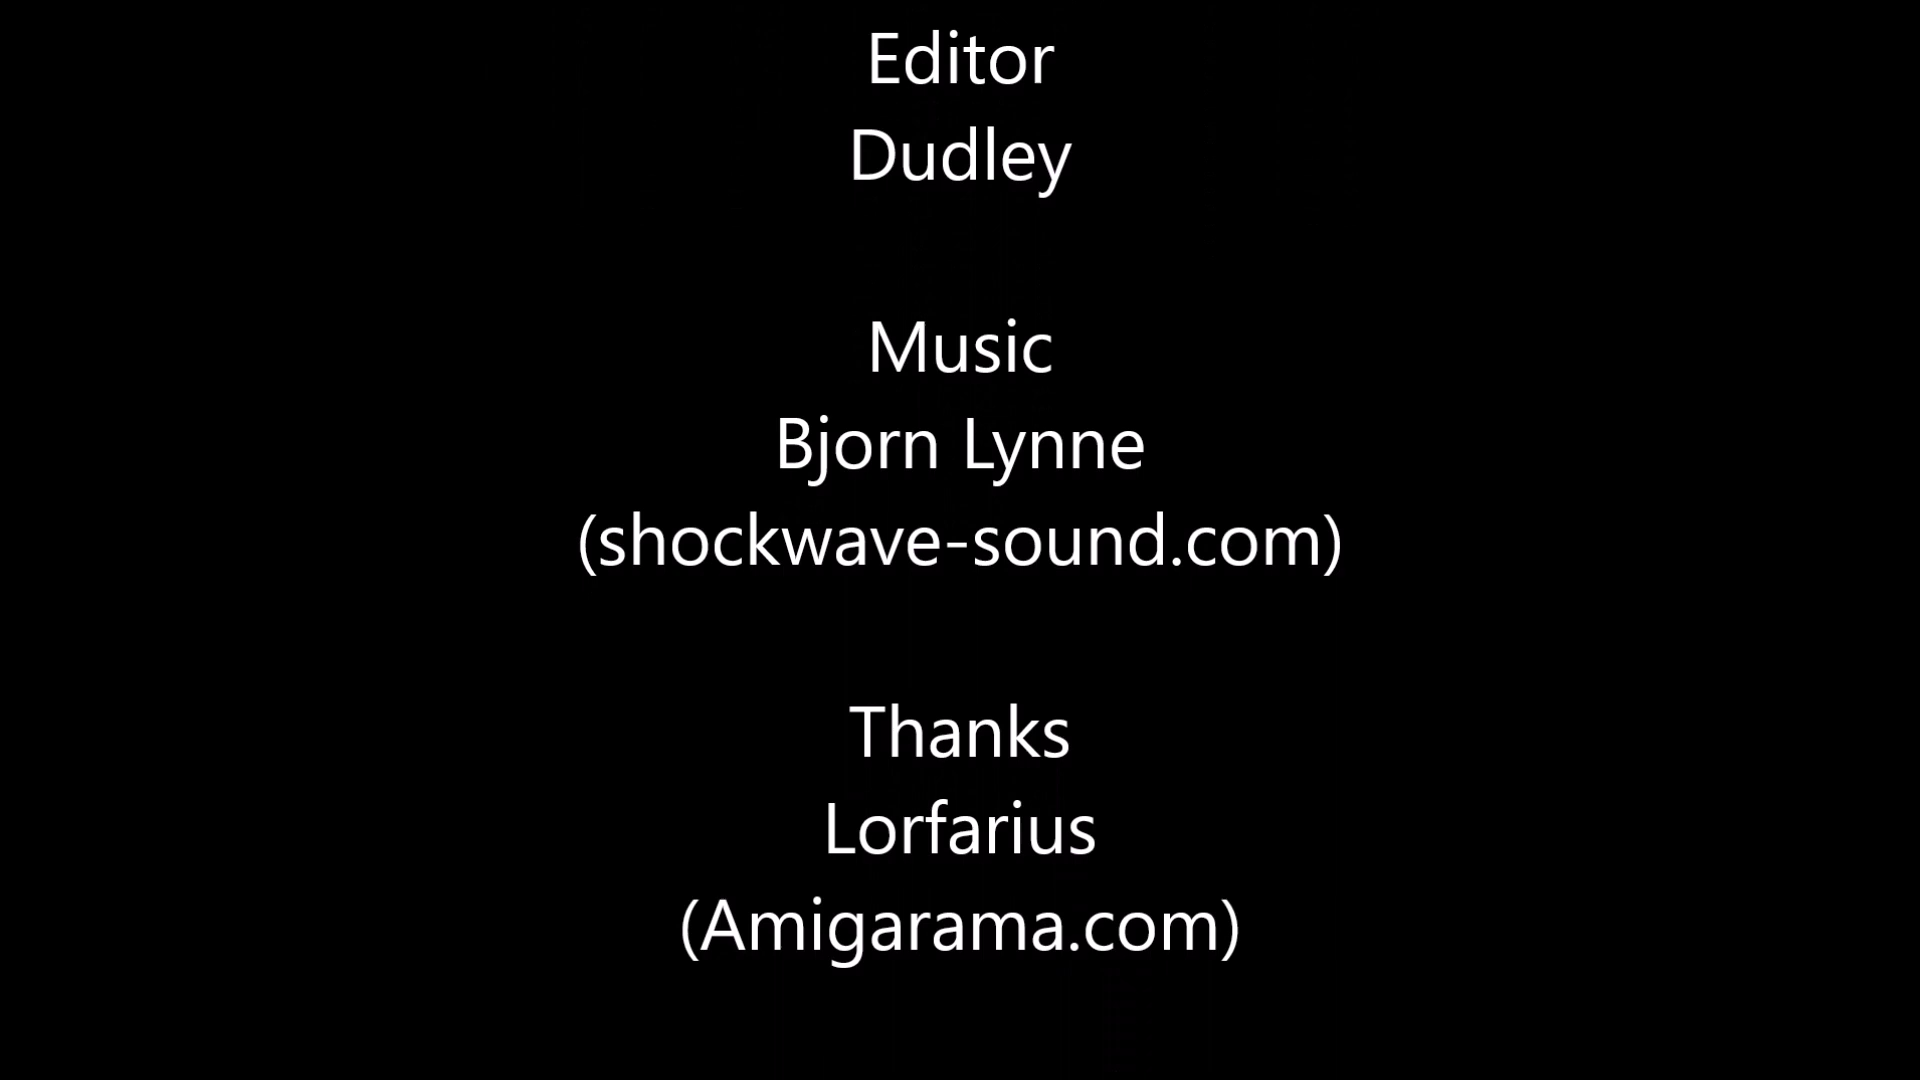 Editor
Dudley
Music
Bjorn Lynne
(shockwave-sound.com)
Thanks
Lorfarius
(Amigarama.com)